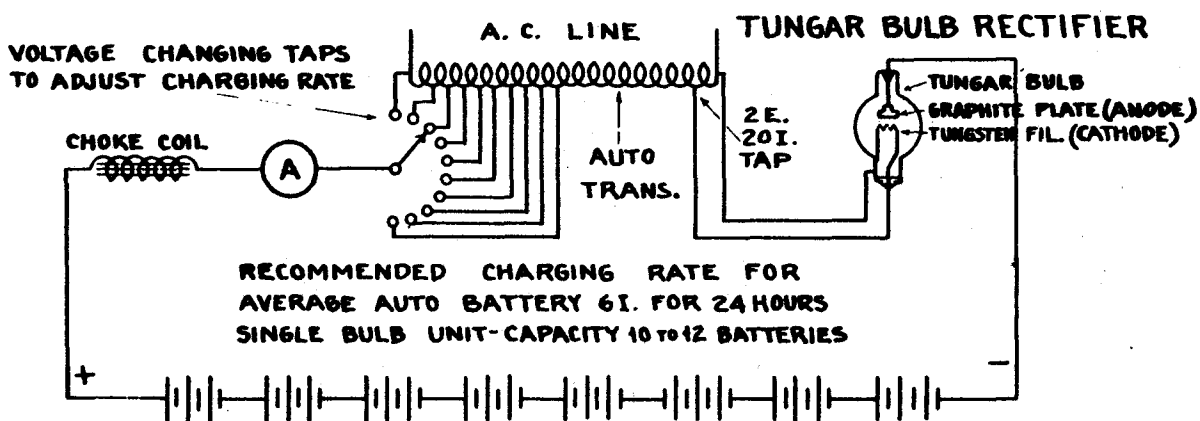 TUNGAR BULB RECTIFIER
A. C. LINE
VOLTAGE CHANGING TAPS
TO ADJUST CHARGING RATE
TUNGAR BULB
GRAPHITE PLATE (ANODE)
TUNGSTEN FIL. (CATHODE)
CHOKE COIL
A
AUTO
TRANS.
2 E.
20 I.
TAP
RECOMMENDED CHARGING RATE FOR
AVERAGE AUTO BATTERY 6 I. FOR 24 HOURS
SINGLE BULB UNIT-CAPACITY 10 TO 12 BATTERIES
+
−